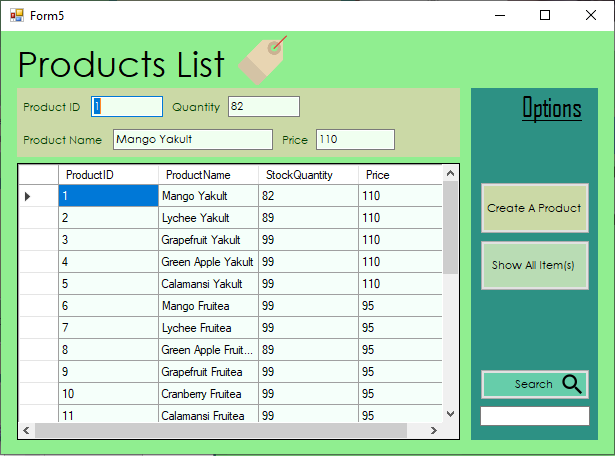 Form5
Products List
Product ID 1 Quantity 82
Product Name Mango Yakult Price 110
ProductID ProductName StockQuantity Price
1 Mango Yakult 82 110
2 Lychee Yakult 89 110
3 Grapefruit Yakult 99 110
4 Green Apple Yakult 99 110
5 Calamansi Yakult 99 110
6 Mango Fruitea 99 95
7 Lychee Fruitea 99 95
8 Green Apple Fruit... 89 95
9 Grapefruit Fruitea 99 95
10 Cranberry Fruitea 99 95
11 Calamansi Fruitea 99 95
Options
Create A Product
Show All Item(s)
Search